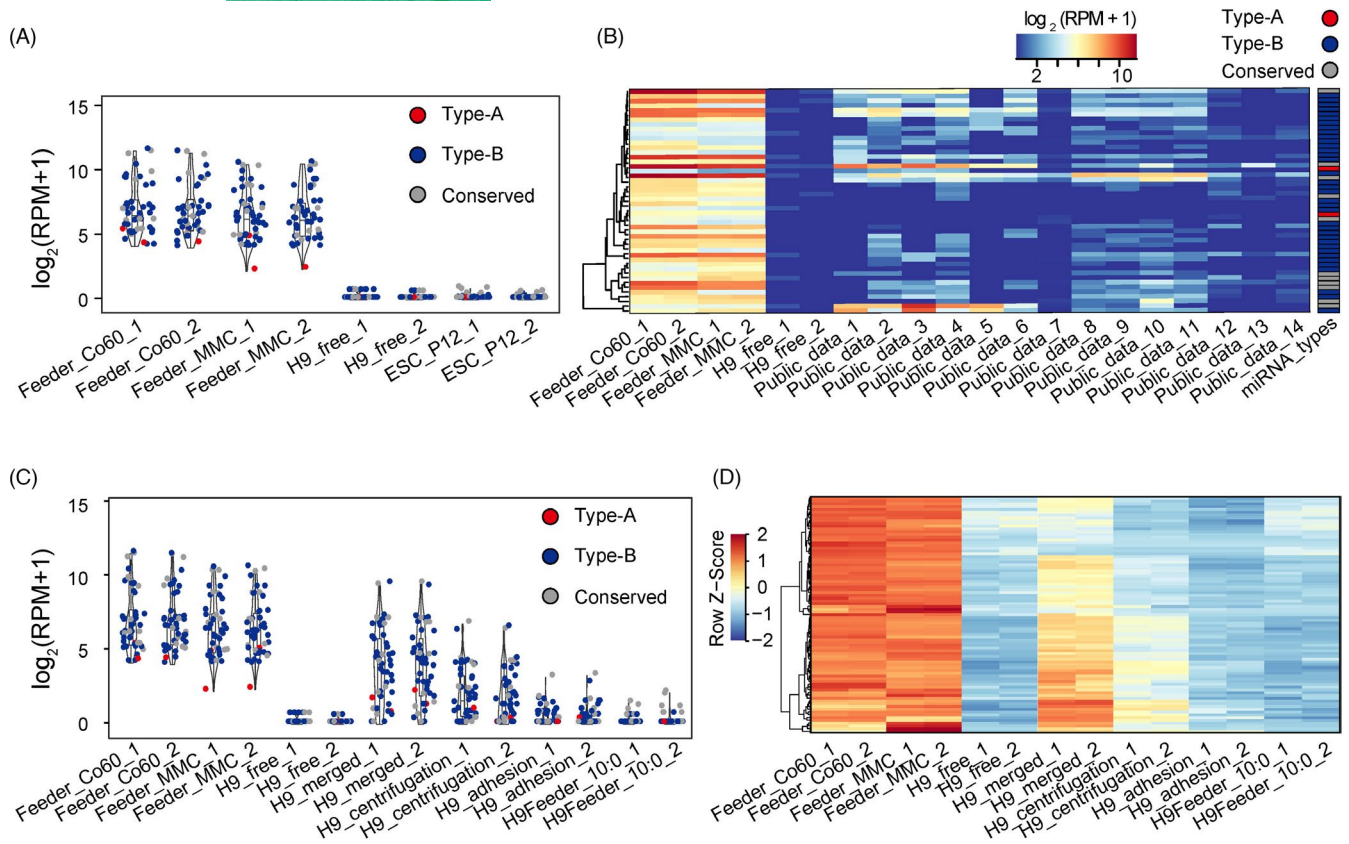 (A)
15
10
5
0
log2(RPM+1)
Type-A
Type-B
Conserved
Feeder_Co60_1
Feeder_Co60_2
Feeder_MMC_1
Feeder_MMC_2
H9_free_1
H9_free_2
ESC_P12_1
ESC_P12_2
(B)
log2 (RPM + 1)
2 10
Type-A
Type-B
Conserved
Feeder_Co60_1
Feeder_Co60_2
Feeder_MMC_1
Feeder_MMC_2
H9_free_1
H9_free_2
Public_data_1
Public_data_2
Public_data_3
Public_data_4
Public_data_5
Public_data_6
Public_data_7
Public_data_8
Public_data_9
Public_data_10
Public_data_11
Public_data_12
Public_data_13
Public_data_14
miRNA_types
(C)
15
10
5
0
log2(RPM+1)
Type-A
Type-B
Conserved
Feeder_Co60_1
Feeder_Co60_2
Feeder_MMC_1
Feeder_MMC_2
H9_free_1
H9_free_2
H9_merged_1
H9_merged_2
H9_centrifugation_1
H9_centrifugation_2
H9_adhesion_1
H9_adhesion_2
H9Feeder_10:0_1
H9Feeder_10:0_2
(D)
Row Z−Score
2
1
0
−1
−2
Feeder_Co60_1
Feeder_Co60_2
Feeder_MMC_1
Feeder_MMC_2
H9_free_1
H9_free_2
H9_merged_1
H9_merged_2
H9_centrifugation_1
H9_centrifugation_2
H9_adhesion_1
H9_adhesion_2
H9Feeder_10:0_1
H9Feeder_10:0_2